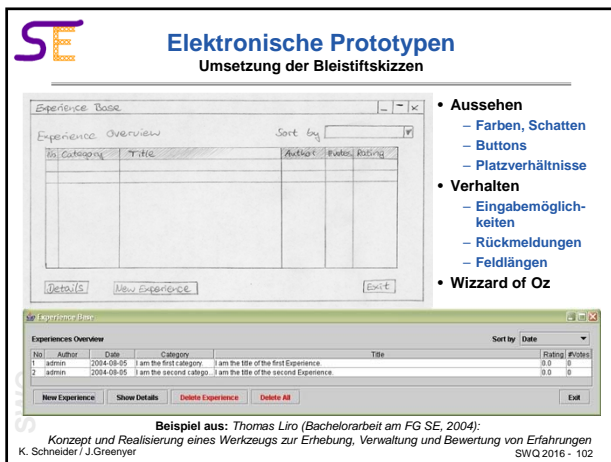 SE
Elektronische Prototypen
Umsetzung der Bleistiftskizzen
Experience Base
Experience Overview
Sort by
No Category Title Author #Votes Rating
Details
New Experience
Exit
• Aussehen
– Farben, Schatten
– Buttons
– Platzverhältnisse
• Verhalten
– Eingabemöglich-
keiten
– Rückmeldungen
– Feldlängen
• Wizzard of Oz
Experience Base
Experiences Overview
Sort by Date
No Author Date Category Title Rating #Votes
1 admin 2004-08-05 I am the first category. I am the title of the first Experience. 0.0 0
2 admin 2004-08-05 I am the second catego... I am the title of the second Experience. 0.0 0
New Experience Show Details Delete Experience Delete All Exit
SWQ
Beispiel aus: Thomas Liro (Bachelorarbeit am FG SE, 2004):
Konzept und Realisierung eines Werkzeugs zur Erhebung, Verwaltung und Bewertung von Erfahrungen
K. Schneider / J.Greenyer
SWQ 2016 - 102